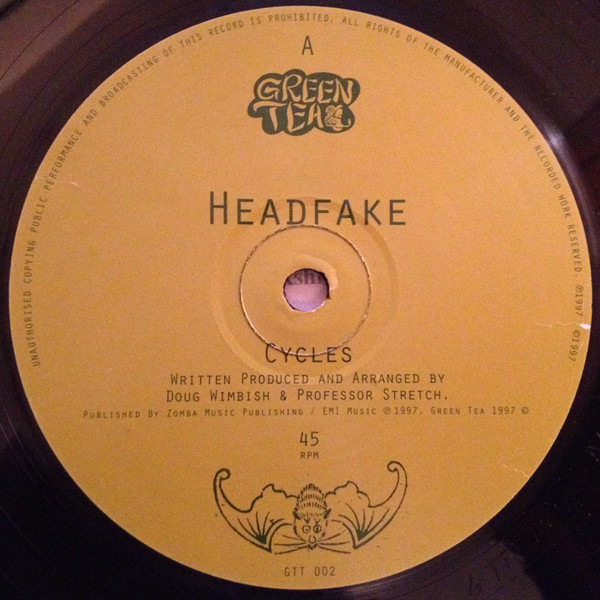 UNAUTHORISED COPYING PUBLIC PERFORMANCE AND BROADCASTING OF THIS RECORD IS PROHIBITED. ALL RIGHTS OF THE MANUFACTURER AND THE RECORDED WORK RESERVED. ℗1997 ©1997
A
GREEN
TEA
HEADFAKE
CYCLES
WRITTEN PRODUCED AND ARRANGED BY
DOUG WIMBISH & PROFESSOR STRETCH.
PUBLISHED BY ZOMBA MUSIC PUBLISHING / EMI MUSIC ℗ 1997. GREEN TEA 1997 ©
45
RPM
GTT 002